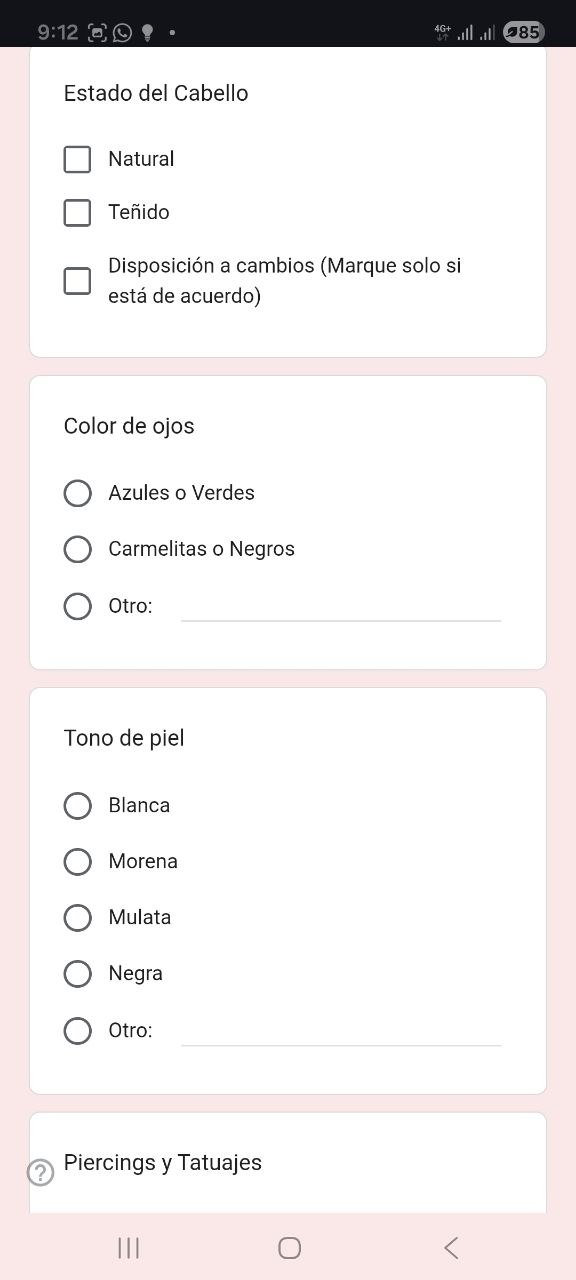 9:12
4G+
85
Estado del Cabello
Natural
Teñido
Disposición a cambios (Marque solo si
está de acuerdo)
Color de ojos
Azules o Verdes
Carmelitas o Negros
Otro:
Tono de piel
Blanca
Morena
Mulata
Negra
Otro:
Piercings y Tatuajes